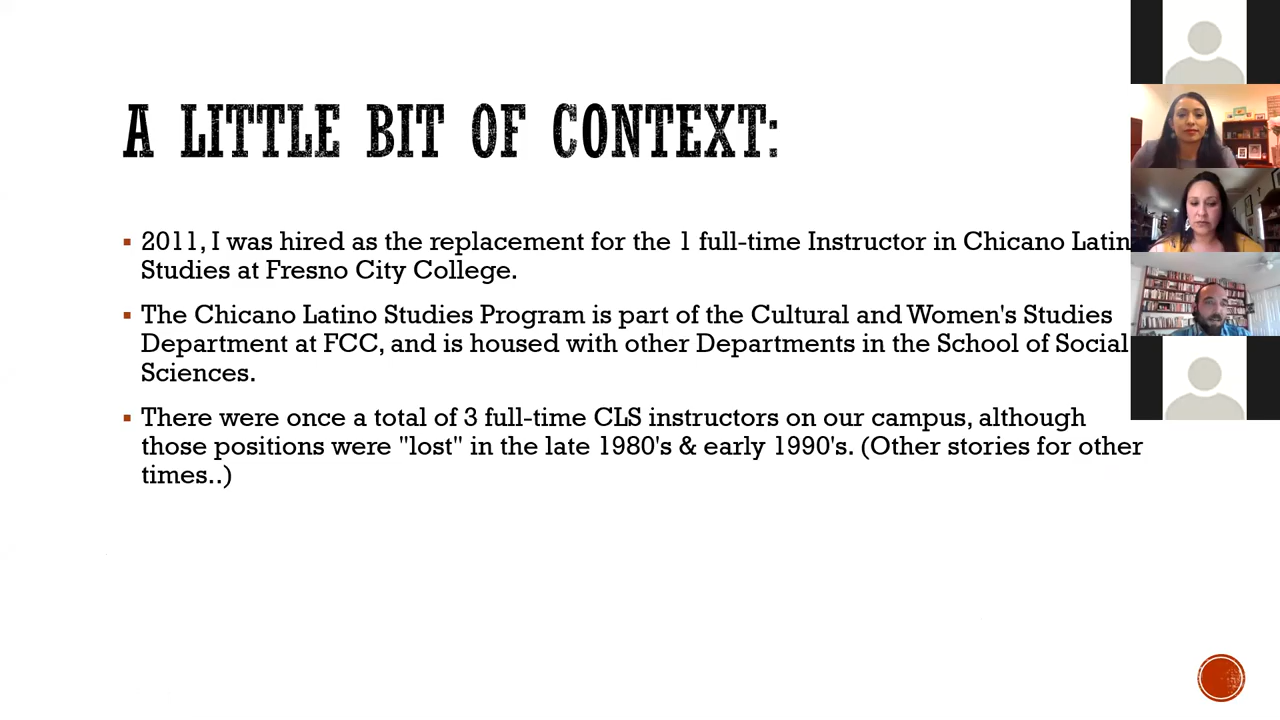 A LITTLE BIT OF CONTEXT:
▪ 2011, I was hired as the replacement for the 1 full-time Instructor in Chicano Latin
Studies at Fresno City College.
▪ The Chicano Latino Studies Program is part of the Cultural and Women's Studies
Department at FCC, and is housed with other Departments in the School of Social
Sciences.
▪ There were once a total of 3 full-time CLS instructors on our campus, although
those positions were "lost" in the late 1980's & early 1990's. (Other stories for other
times..)